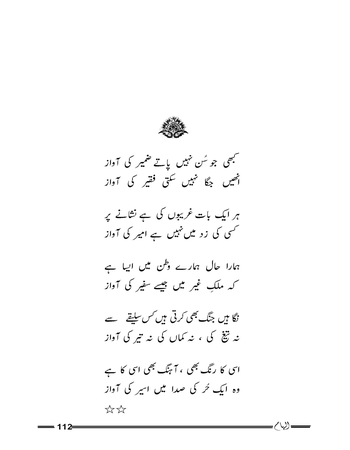 کبھی جو سُن نہیں پاتے ضمیر کی آواز
اُنھیں جگا نہیں سکتی فقیر کی آواز
ہر ایک بات غریبوں کی ہے نشانے پر
کسی کی زد میں نہیں ہے امیر کی آواز
ہمارا حال ہمارے وطن میں ایسا ہے
کہ ملکِ غیر میں جیسے سفیر کی آواز
نگاہیں جنگ بھی کرتی ہیں کس سلیقے سے
نہ تیغ کی ، نہ کماں کی نہ تیر کی آواز
اسی کا رنگ بھی ، آہنگ بھی اسی کا ہے
وہ ایک حُر کی صدا میں اسیر کی آواز
☆☆
112